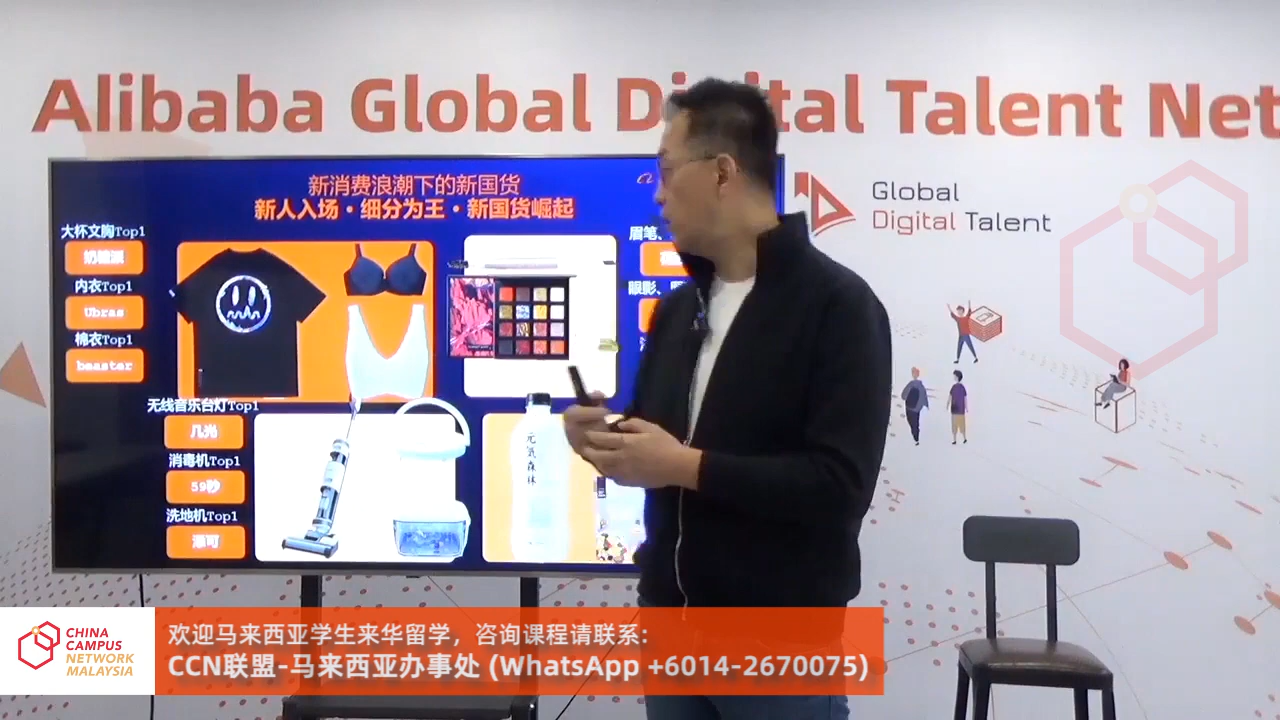 Alibaba Global Digital Talent Net
新消费浪潮下的新国货
新人入场·细分为王·新国货崛起
大杯文胸Top1
奶糖派
内衣Top1
Ubras
棉衣Top1
beaster
眉笔、
眼影、
无线音乐台灯Top1
几光
消毒机Top1
59秒
洗地机Top1
添可
元気森林
Global
Digital Talent
CHINA
CAMPUS
NETWORK
MALAYSIA
欢迎马来西亚学生来华留学，咨询课程请联系：
CCN联盟-马来西亚办事处 (WhatsApp +6014-2670075)